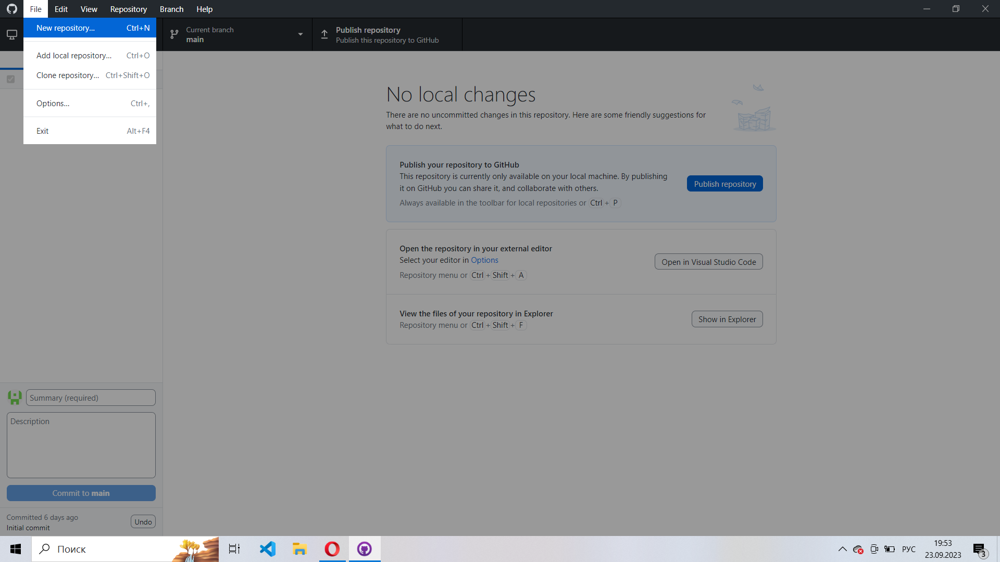 File Edit View Repository Branch Help
New repository... Ctrl+N
Add local repository... Ctrl+O
Clone repository... Ctrl+Shift+O
Options... Ctrl+,
Exit Alt+F4
Current branch
main
Publish repository
Publish this repository to GitHub
No local changes
There are no uncommitted changes in this repository. Here are some friendly suggestions for
what to do next.
Publish your repository to GitHub
This repository is currently only available on your local machine. By publishing
it on GitHub you can share it, and collaborate with others.
Always available in the toolbar for local repositories or Ctrl + P
Publish repository
Open the repository in your external editor
Select your editor in Options
Repository menu or Ctrl + Shift + A
Open in Visual Studio Code
View the files of your repository in Explorer
Repository menu or Ctrl + Shift + F
Show in Explorer
Summary (required)
Description
Commit to main
Committed 6 days ago
Initial commit
Undo
Поиск
РУС
19:53
23.09.2023
3